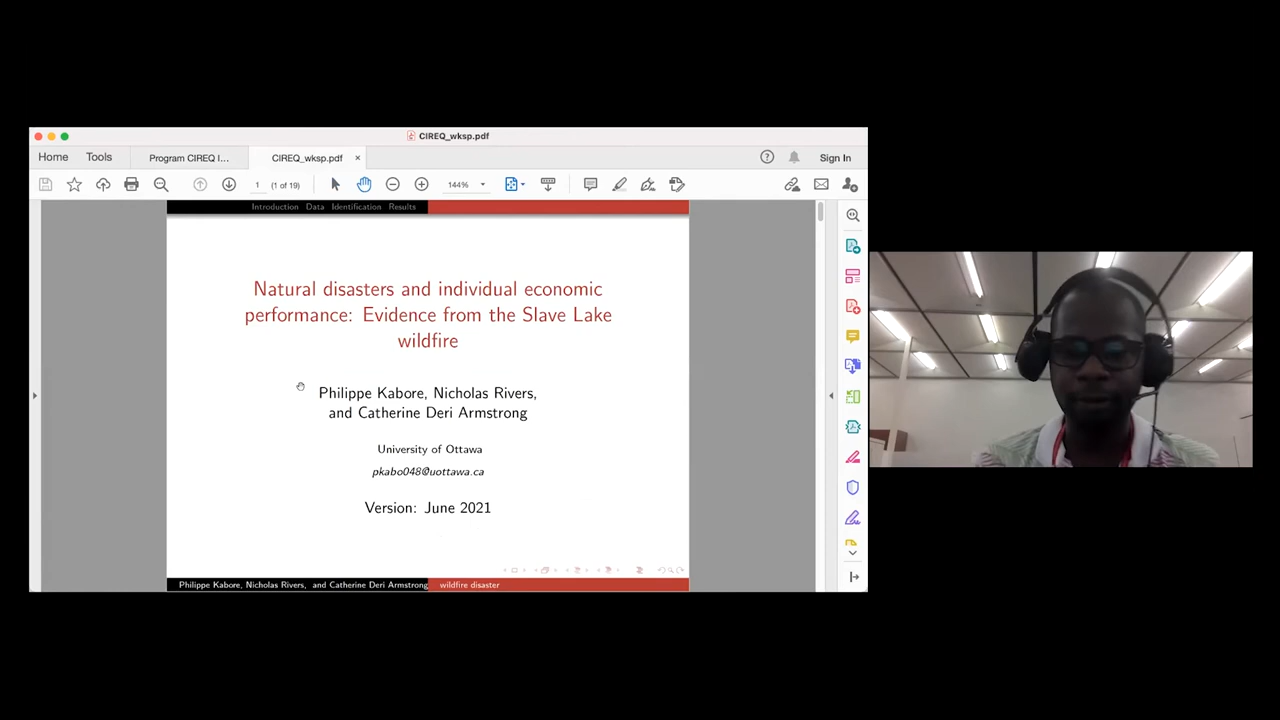 CIREQ_wksp.pdf
Home Tools Program CIREQ I... CIREQ_wksp.pdf × Sign In
1 (1 of 19) 144%
Introduction Data Identification Results
Natural disasters and individual economic
performance: Evidence from the Slave Lake
wildfire
Philippe Kabore, Nicholas Rivers,
and Catherine Deri Armstrong
University of Ottawa
pkabo048@uottawa.ca
Version: June 2021
Philippe Kabore, Nicholas Rivers, and Catherine Deri Armstrong wildfire disaster